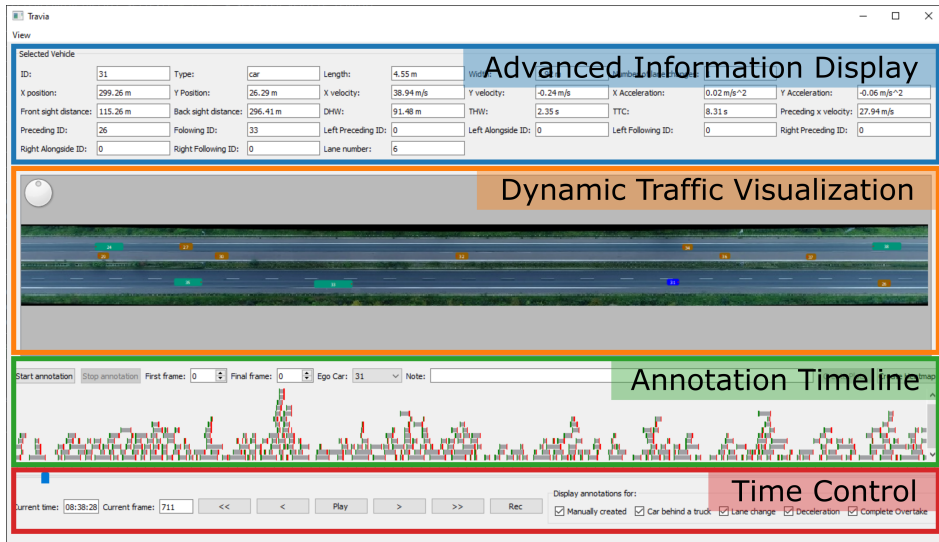 Travia
View
Selected Vehicle
Advanced Information Display
ID: 31 Type: car Length: 4.55 m Width: Number of lane changes:
X position: 299.26 m Y Position: 26.29 m X velocity: 38.94 m/s Y velocity: -0.24 m/s X Acceleration: 0.02 m/s^2 Y Acceleration: -0.06 m/s^2
Front sight distance: 115.26 m Back sight distance: 296.41 m DHW: 91.48 m THW: 2.35 s TTC: 8.31 s Preceding x velocity: 27.94 m/s
Preceding ID: 26 Folowing ID: 33 Left Preceding ID: 0 Left Alongside ID: 0 Left Following ID: 0 Right Preceding ID: 0
Right Alongside ID: 0 Right Following ID: 0 Lane number: 6
Dynamic Traffic Visualization
Start annotation Stop annotation First frame: 0 Final frame: 0 Ego Car: 31 Note:
Annotation Timeline
Time Control
Display annotations for:
Current time: 08:38:28 Current frame: 711 << < Play > >> Rec
Manually created Car behind a truck Lane change Deceleration Complete Overtake